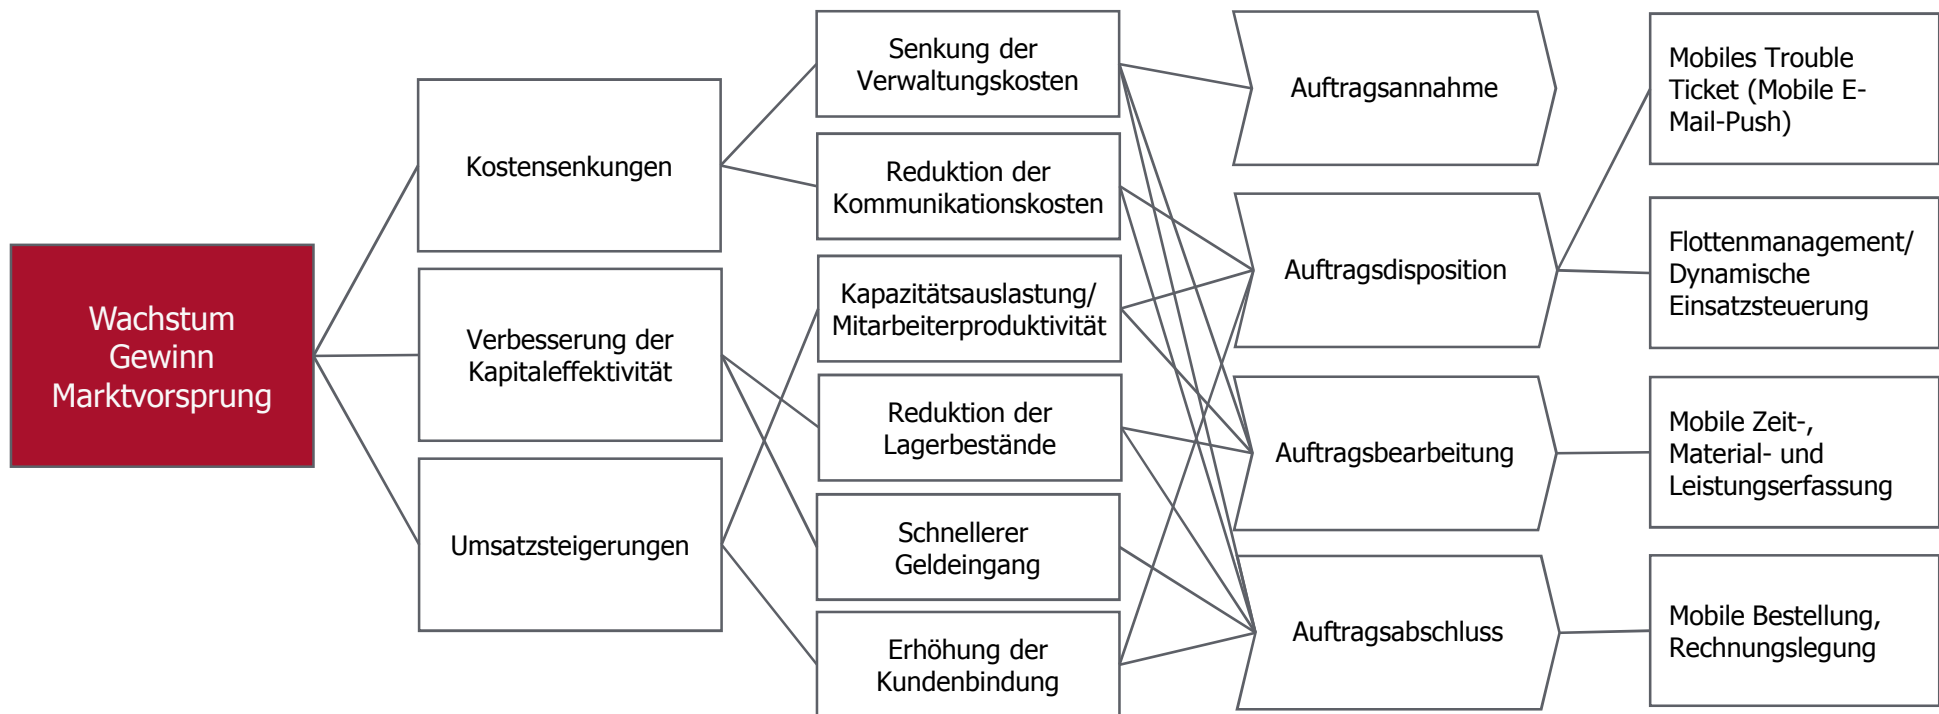 Wachstum
Gewinn
Marktvorsprung
Kostensenkungen
Verbesserung der
Kapitaleffektivität
Umsatzsteigerungen
Senkung der
Verwaltungskosten
Reduktion der
Kommunikationskosten
Kapazitätsauslastung/
Mitarbeiterproduktivität
Reduktion der
Lagerbestände
Schnellerer
Geldeingang
Erhöhung der
Kundenbindung
Auftragsannahme
Auftragsdisposition
Auftragsbearbeitung
Auftragsabschluss
Mobiles Trouble
Ticket (Mobile E-
Mail-Push)
Flottenmanagement/
Dynamische
Einsatzsteuerung
Mobile Zeit-,
Material- und
Leistungserfassung
Mobile Bestellung,
Rechnungslegung